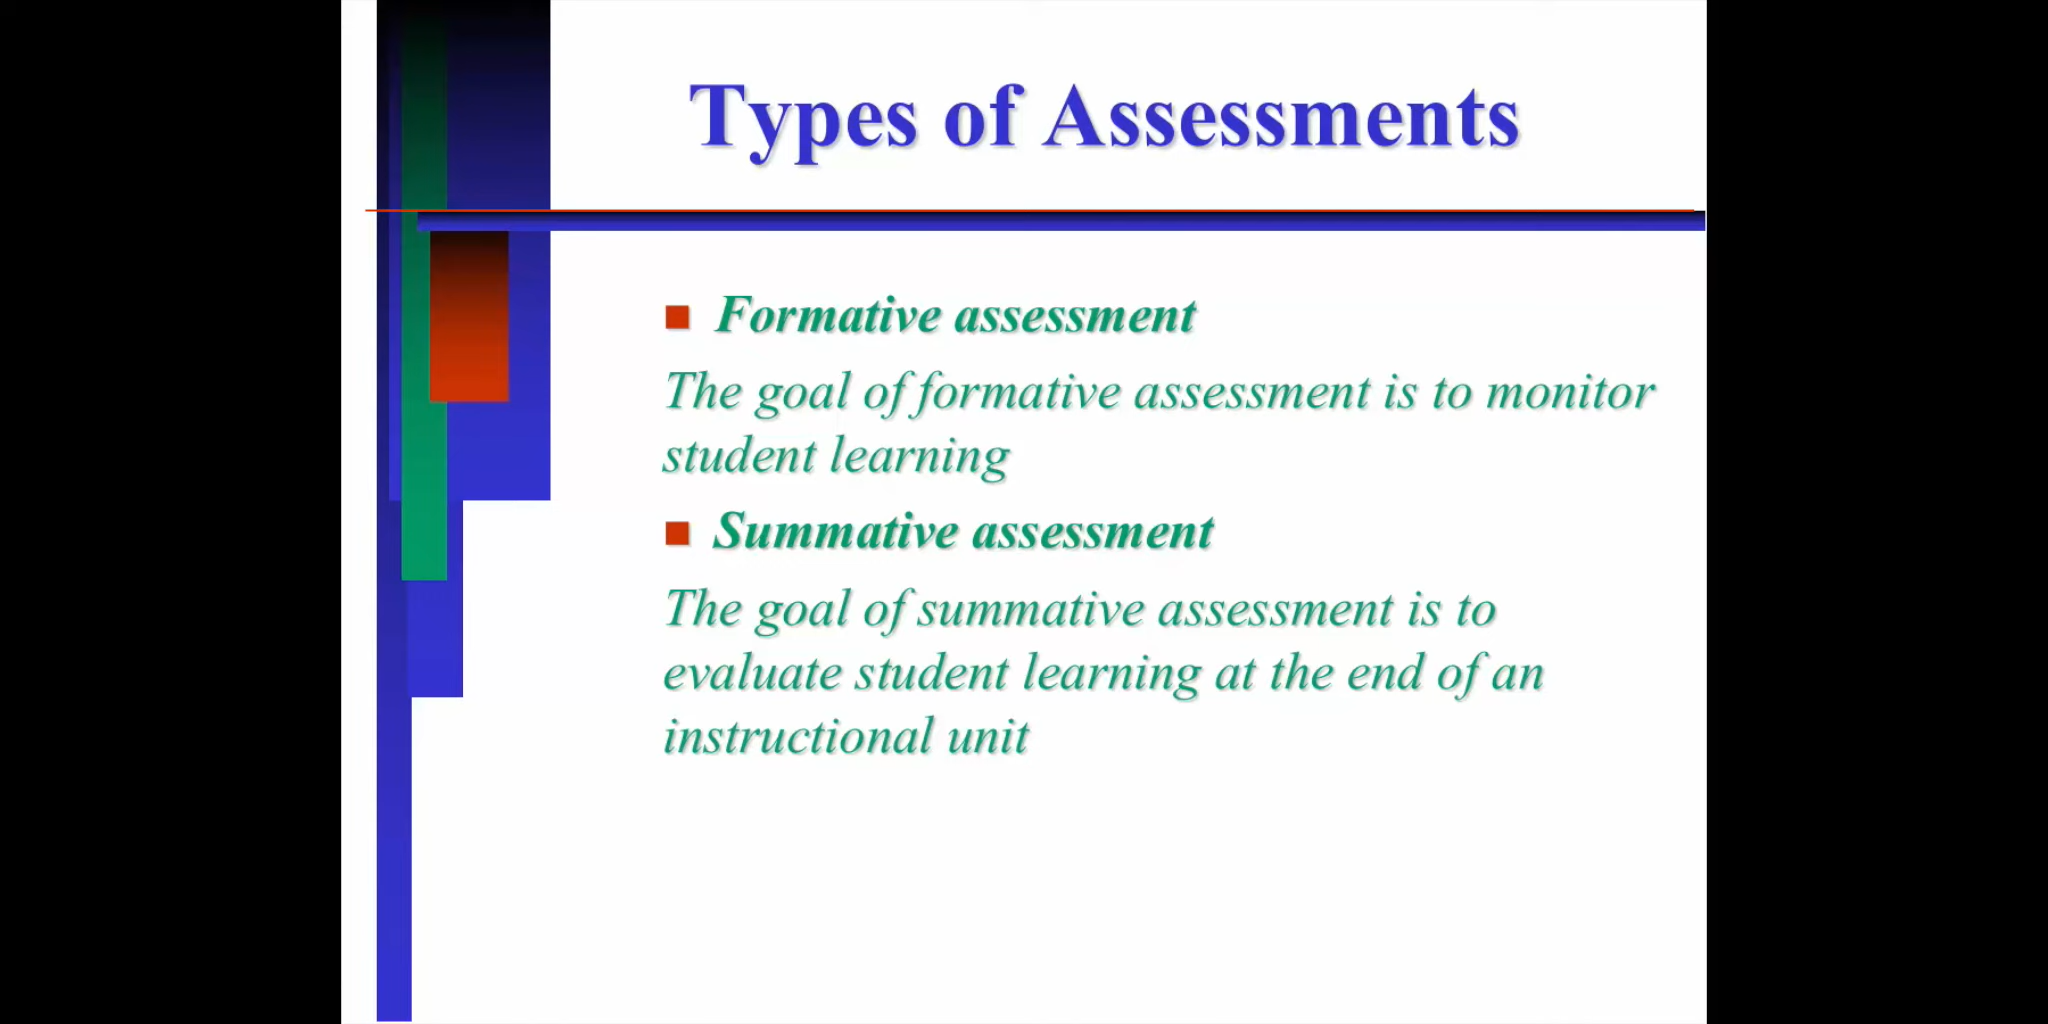 Types of Assessments
Formative assessment
The goal of formative assessment is to monitor
student learning
Summative assessment
The goal of summative assessment is to
evaluate student learning at the end of an
instructional unit